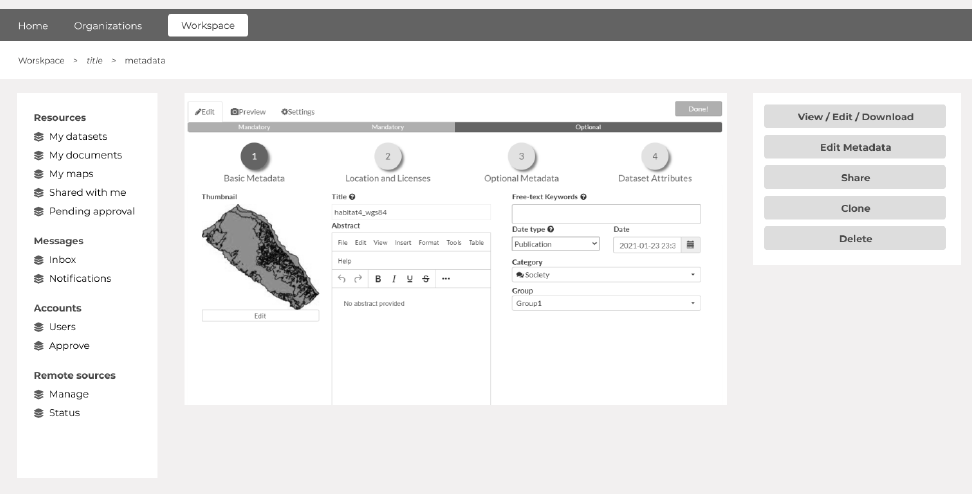 Home Organizations Workspace
Worskpace > title > metadata
Resources
My datasets
My documents
My maps
Shared with me
Pending approval
Messages
Inbox
Notifications
Accounts
Users
Approve
Remote sources
Manage
Status
Edit Preview Settings
Done!
Mandatory Mandatory Optional
1 2 3 4
Basic Metadata Location and Licenses Optional Metadata Dataset Attributes
Thumbnail
Edit
Title
habitat4_wgs84
Abstract
File Edit View Insert Format Tools Table
Help
B I U S
No abstract provided
Free-text Keywords
Date type Date
Publication 2021-01-23 23:3
Category
Society
Group
Group1
View / Edit / Download
Edit Metadata
Share
Clone
Delete